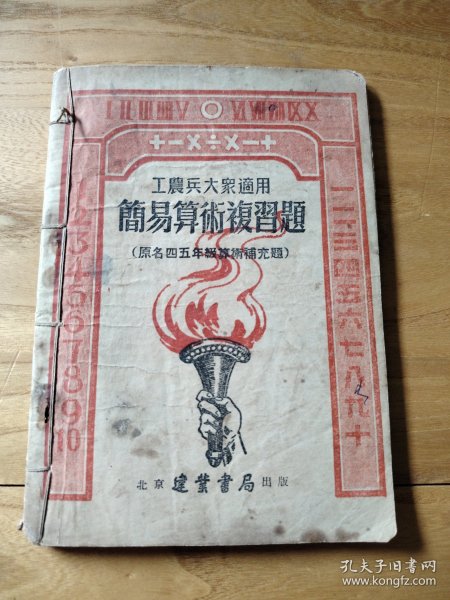 I II III IIII V O VI VII VIII IX X
+−×÷×−+
工農兵大眾適用
簡易算術複習題
(原名四五年級算術補充題)
1
2
3
4
5
6
7
8
9
10
一二三四五六七八九十
北京 建業書局 出版
孔夫子旧书网
www.kongfz.com